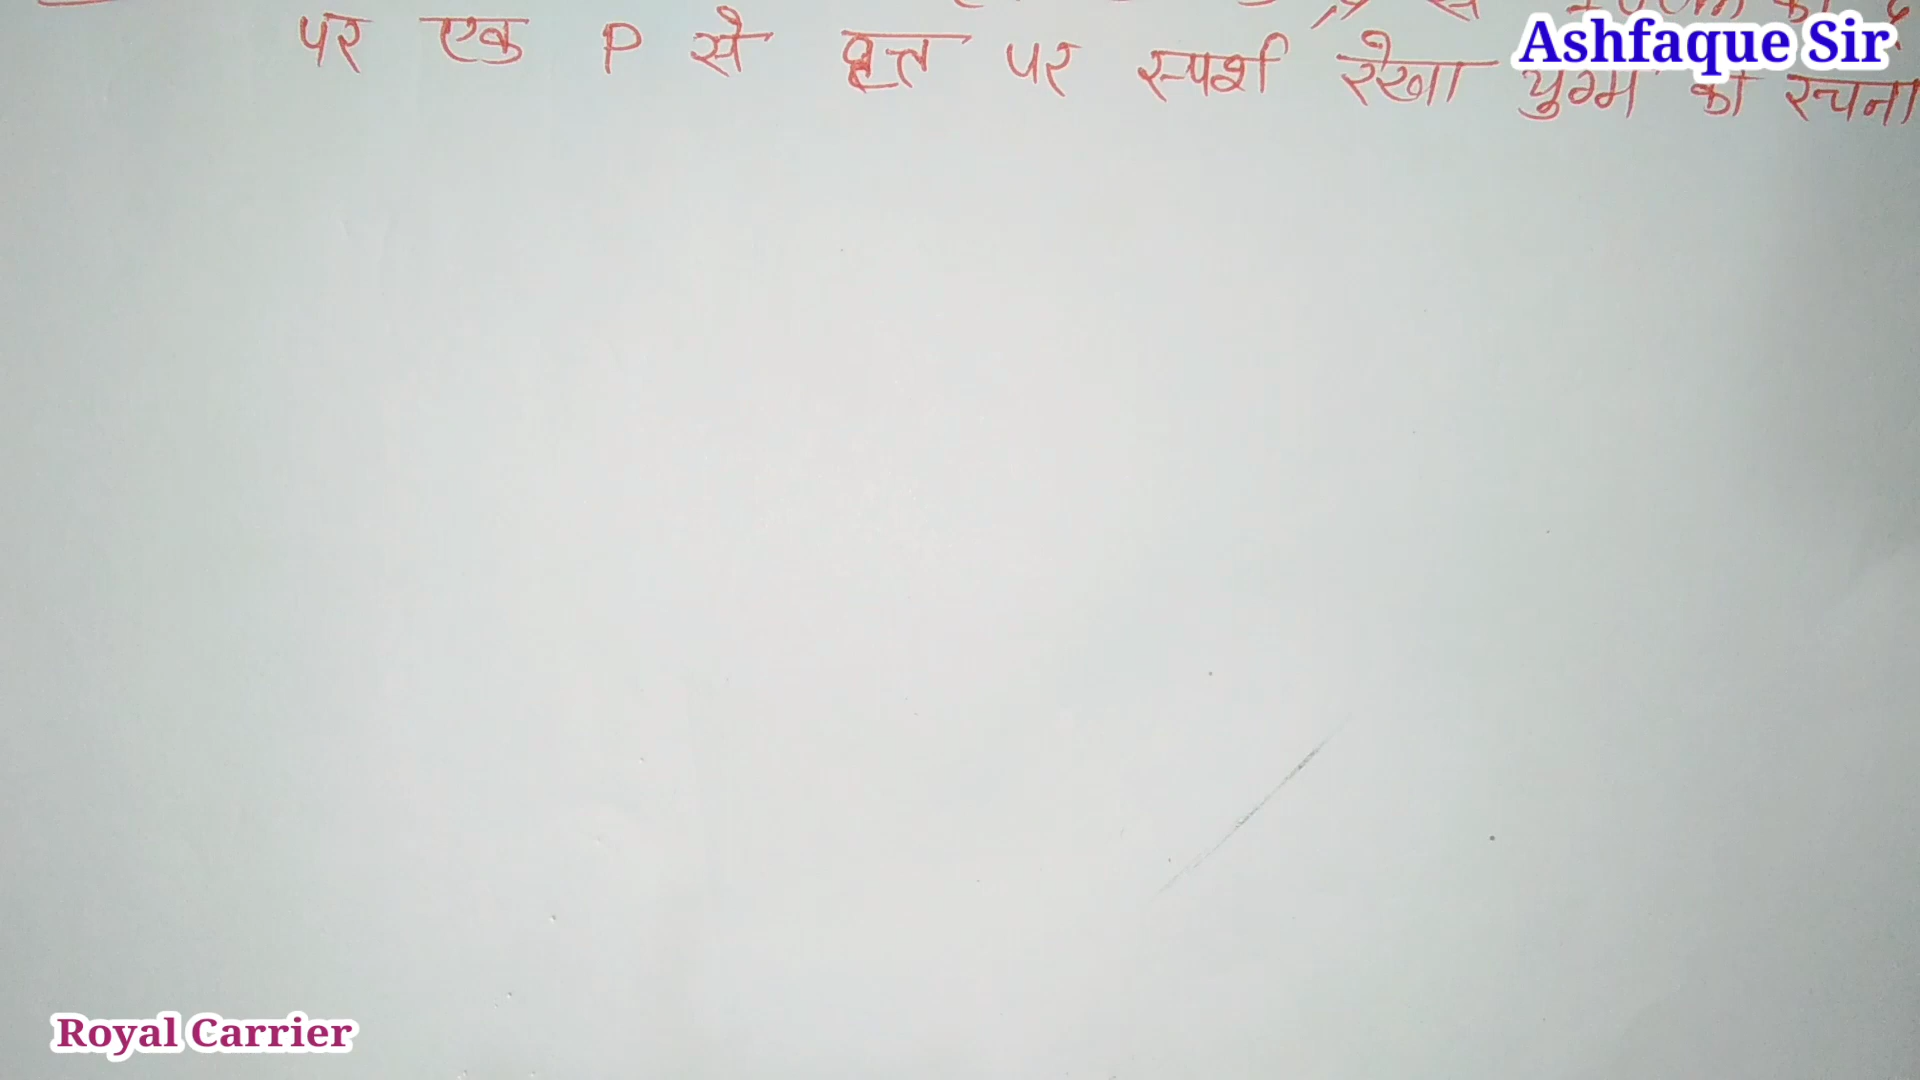 Ashfaque Sir
पर एक P से वृत्त पर स्पर्श रेखा युग्म की रचना
Royal Carrier